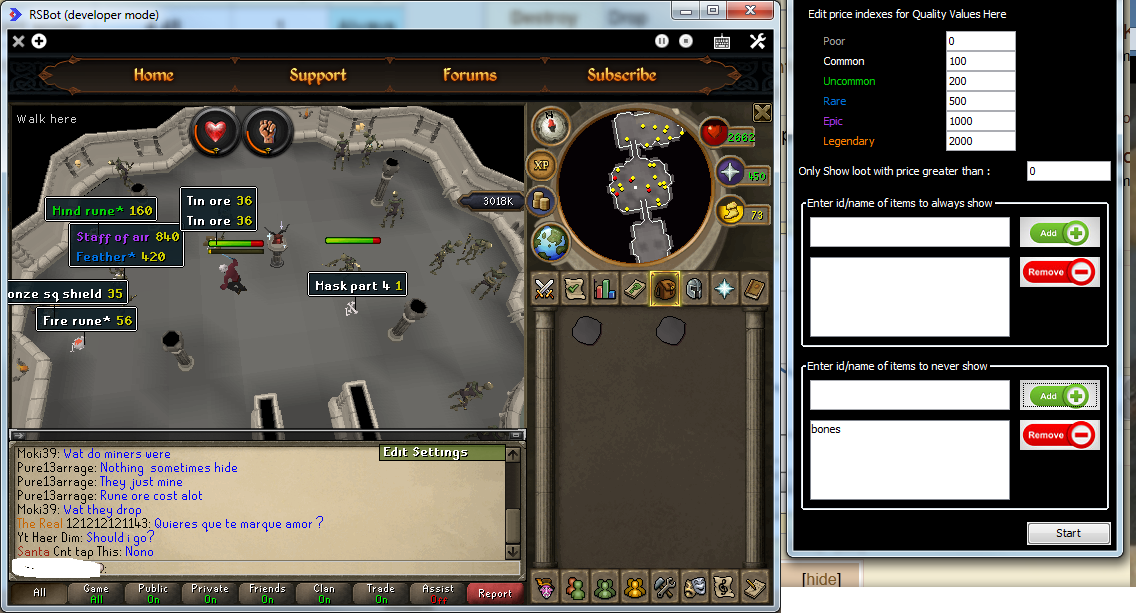 RSBot (developer mode)
Destroy Drop
Home Support Forums Subscribe
Walk here
Mind rune* 160
Tin ore 36
Tin ore 36
Staff of air 840
Feather* 420
onze sq shield 35
Fire rune* 56
Mask part 4 1
3018K
N
XP
2662
450
73
Edit Settings
Moki39: Wat do miners were
Pure13arrage: Nothing sometimes hide
Pure13arrage: They just mine
Pure13arrage: Rune ore cost alot
Moki39: Wat they drop
The Real 121212121143: Quieres que te marque amor ?
Yt Haer Dim: Should i go?
Santa Cnt tap This: Nono
All
Game
All
Public
On
Private
On
Friends
On
Clan
On
Trade
On
Assist
Off
Report
Edit price indexes for Quality Values Here
Poor 0
Common 100
Uncommon 200
Rare 500
Epic 1000
Legendary 2000
Only Show loot with price greater than : 0
Enter id/name of items to always show
Add
Remove
Enter id/name of items to never show
Add
bones
Remove
Start
[hide]